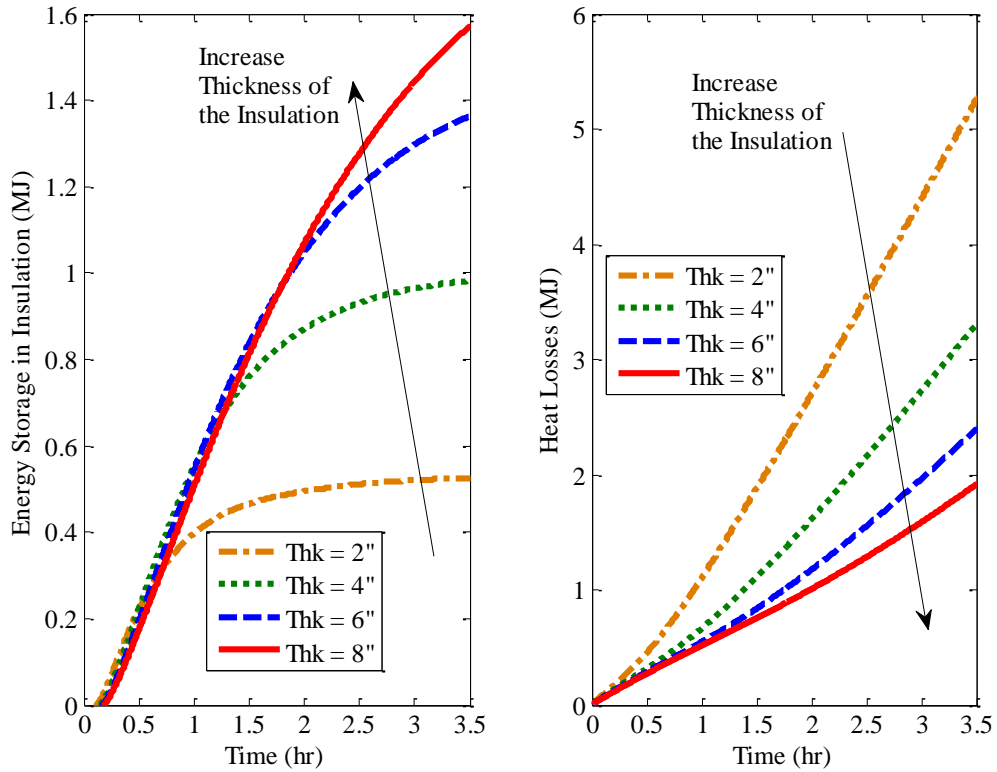 1.6
1.4
1.2
1
0.8
0.6
0.4
0.2
0
Energy Storage in Insulation (MJ)
Increase
Thickness of
the Insulation
Thk = 2"
Thk = 4"
Thk = 6"
Thk = 8"
0 0.5 1 1.5 2 2.5 3 3.5
Time (hr)
6
5
4
3
2
1
0
Heat Losses (MJ)
Increase
Thickness of
the Insulation
Thk = 2"
Thk = 4"
Thk = 6"
Thk = 8"
0 0.5 1 1.5 2 2.5 3 3.5
Time (hr)